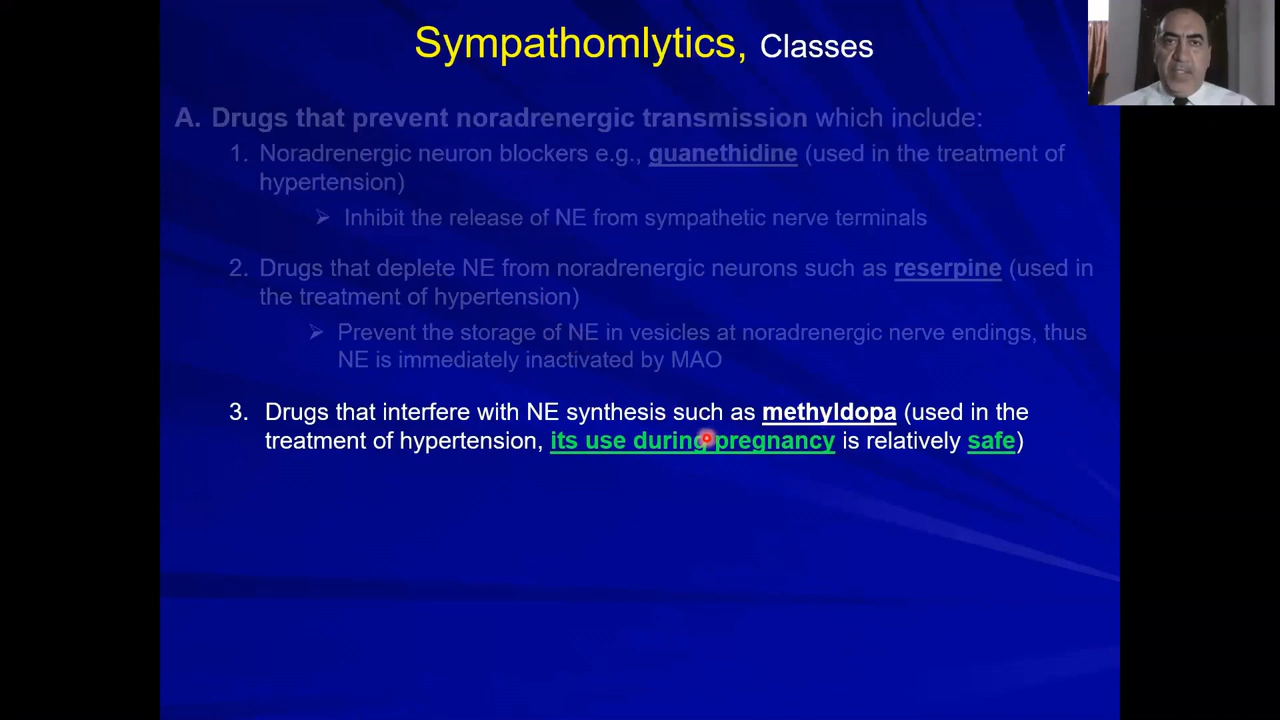 Sympathomlytics, Classes
A. Drugs that prevent noradrenergic transmission which include:
1. Noradrenergic neuron blockers e.g., guanethidine (used in the treatment of
hypertension)
➢ Inhibit the release of NE from sympathetic nerve terminals
2. Drugs that deplete NE from noradrenergic neurons such as reserpine (used in
the treatment of hypertension)
➢ Prevent the storage of NE in vesicles at noradrenergic nerve endings, thus
NE is immediately inactivated by MAO
3. Drugs that interfere with NE synthesis such as methyldopa (used in the
treatment of hypertension, its use during pregnancy is relatively safe)